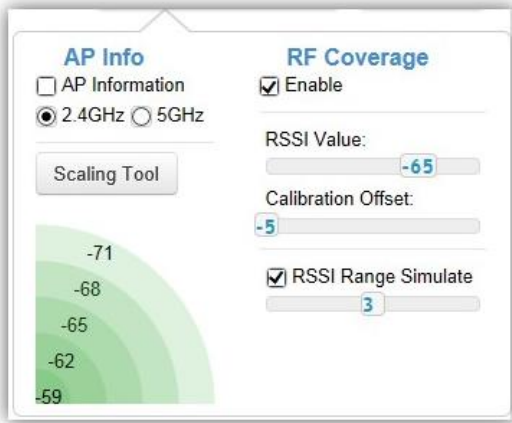 AP Info
AP Information
2.4GHz 5GHz
Scaling Tool
-71
-68
-65
-62
-59
RF Coverage
Enable
RSSI Value:
-65
Calibration Offset:
-5
RSSI Range Simulate
3